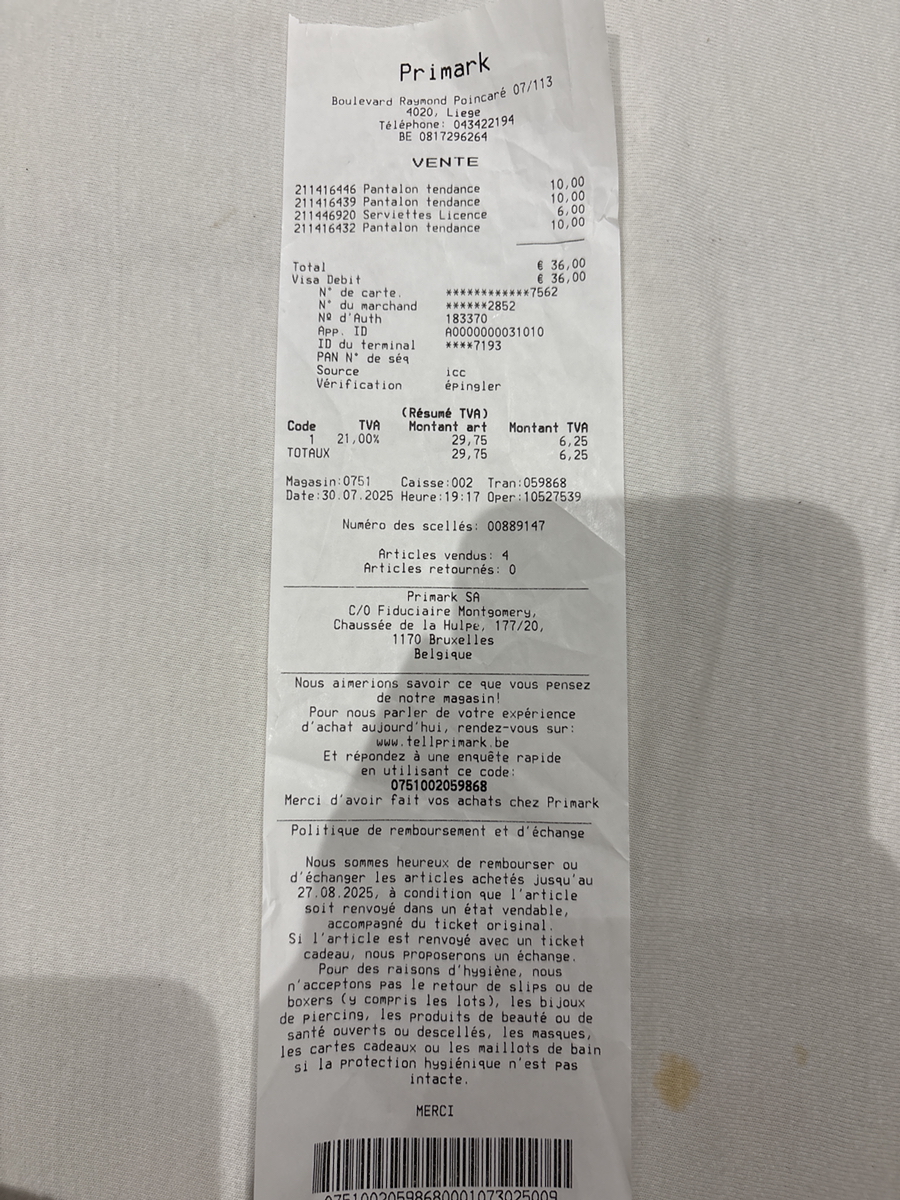 Primark
Boulevard Raymond Poincaré 07/113
4020, Liege
Téléphone: 043422194
BE 0817296264
VENTE
211416446 Pantalon tendance 10,00
211416439 Pantalon tendance 10,00
211446920 Serviettes Licence 6,00
211416432 Pantalon tendance 10,00
Total € 36,00
Visa Debit € 36,00
N° de carte. ************7562
N° du marchand ******2852
Nº d'Auth 183370
App. ID A0000000031010
ID du terminal ****7193
PAN N° de séq
Source icc
Vérification épingler
(Résumé TVA)
Code TVA Montant art Montant TVA
1 21,00% 29,75 6,25
TOTAUX 29,75 6,25
Magasin:0751 Caisse:002 Tran:059868
Date:30.07.2025 Heure:19:17 Oper:10527539
Numéro des scellés: 00889147
Articles vendus: 4
Articles retournés: 0
Primark SA
C/O Fiduciaire Montgomery,
Chaussée de la Hulpe, 177/20,
1170 Bruxelles
Belgique
Nous aimerions savoir ce que vous pensez
de notre magasin!
Pour nous parler de votre expérience
d'achat aujourd'hui, rendez-vous sur:
www.tellprimark.be
Et répondez à une enquête rapide
en utilisant ce code:
0751002059868
Merci d'avoir fait vos achats chez Primark
Politique de remboursement et d'échange
Nous sommes heureux de rembourser ou
d'échanger les articles achetés jusqu'au
27.08.2025, à condition que l'article
soit renvoyé dans un état vendable,
accompagné du ticket original.
Si l'article est renvoyé avec un ticket
cadeau, nous proposerons un échange.
Pour des raisons d'hygiène, nous
n'acceptons pas le retour de slips ou de
boxers (y compris les lots), les bijoux
de piercing, les produits de beauté ou de
santé ouverts ou descellés, les masques,
les cartes cadeaux ou les maillots de bain
si la protection hygiénique n'est pas
intacte.
MERCI
07510020598680001073025009